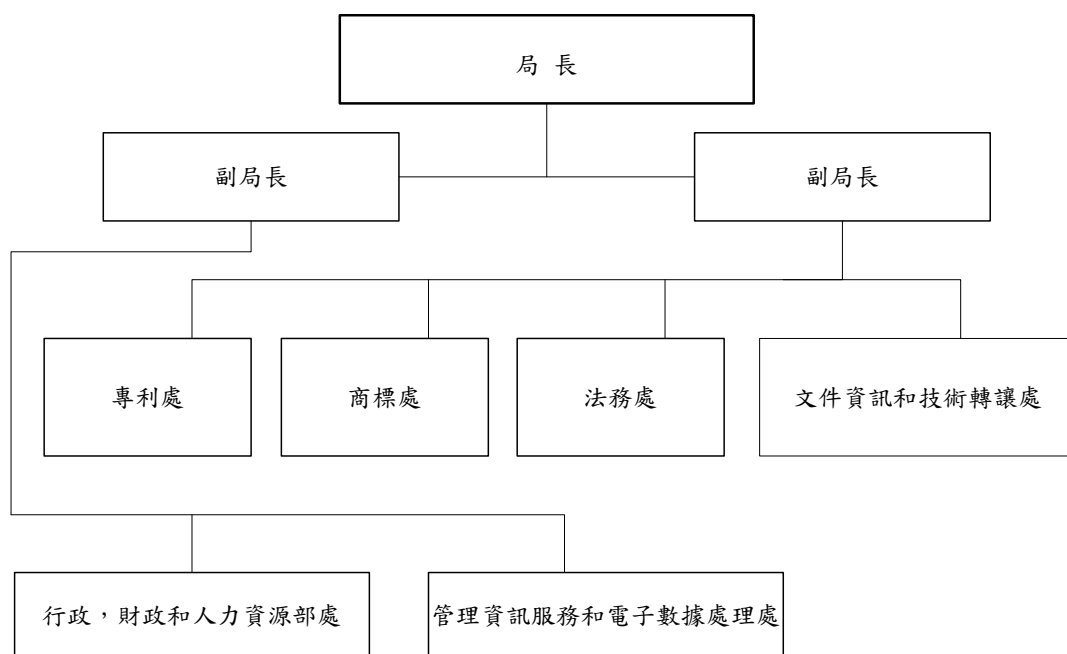 局 長
副局長
副局長
專利處
商標處
法務處
文件資訊和技術轉讓處
行政，財政和人力資源部處
管理資訊服務和電子數據處理處